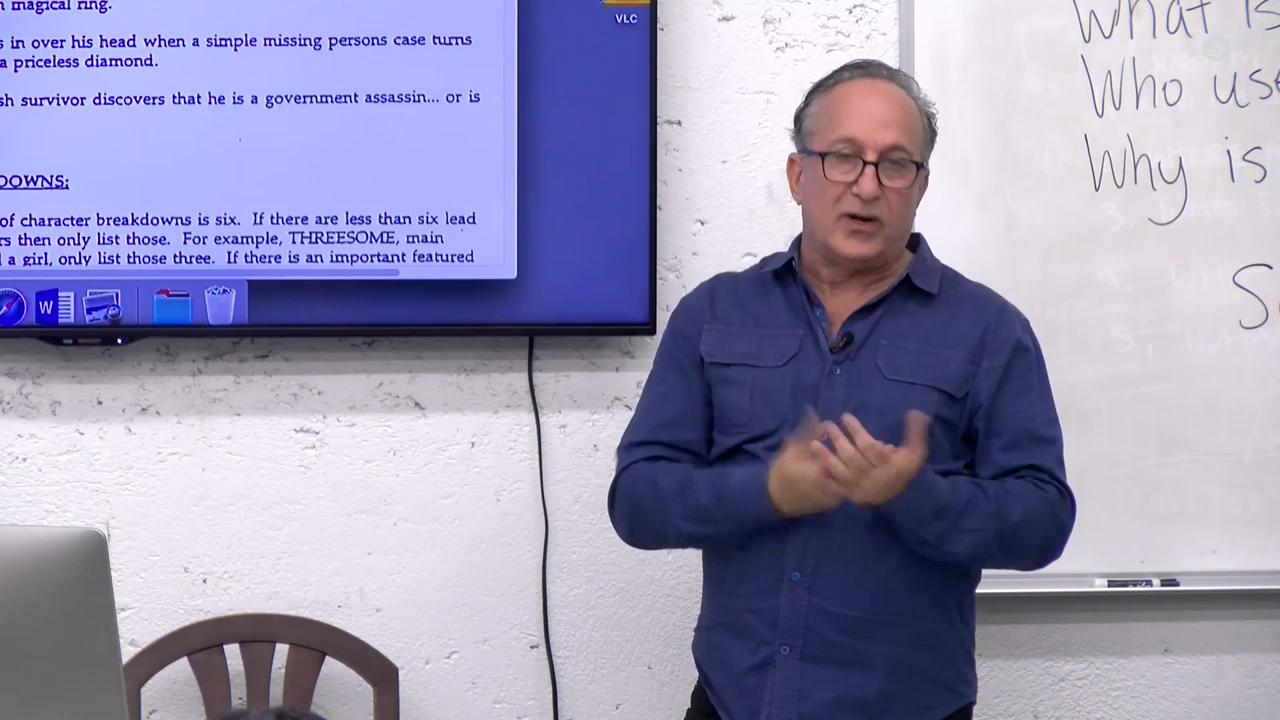 magical ring.
in over his head when a simple missing persons case turns
a priceless diamond.
survivor discovers that he is a government assassin... or is
of character breakdowns is six. If there are less than six lead
then only list those. For example, THREESOME, main
a girl, only list those three. If there is an important featured
VLC
W
What is
Who use
Why is
S